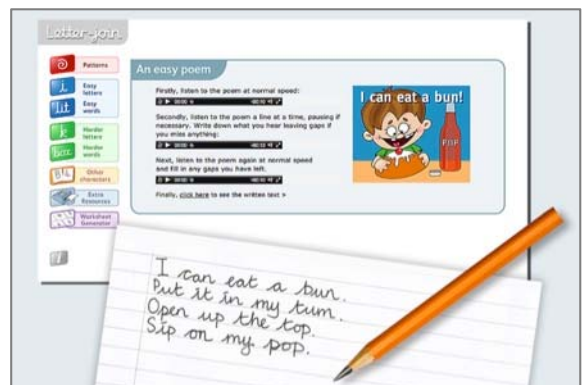 Letter-join
Patterns
Easy
letters
Easy
words
Harder
letters
Harder
words
Other
characters
Extra
Resources
Worksheet
Generator
An easy poem
Firstly, listen to the poem at normal speed:
Secondly, listen to the poem a line at a time, pausing if
necessary. Write down what you hear leaving gaps if
you miss anything:
Next, listen to the poem again at normal speed
and fill in any gaps you have left.
Finally, click here to see the written text >
I can eat a bun!
POP
I can eat a bun.
Put it in my tum.
Open up the top.
Sip on my pop.